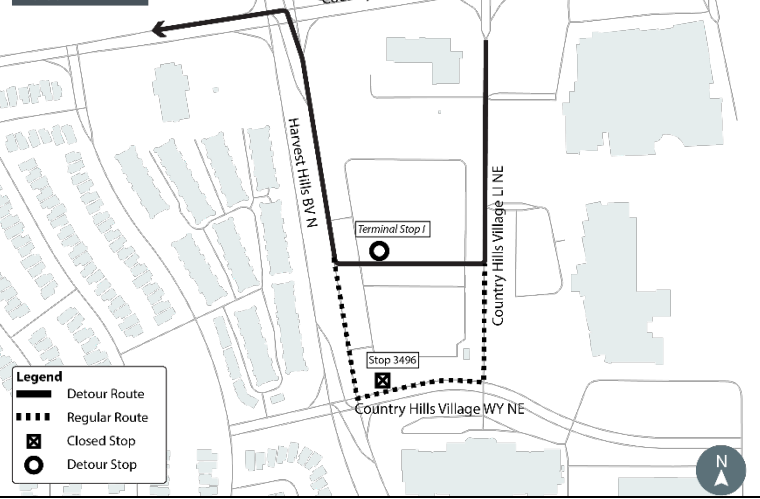 Harvest Hills BV N
Country Hills Village LI NE
Terminal Stop I
Stop 3496
Country Hills Village WY NE
Legend
Detour Route
Regular Route
Closed Stop
Detour Stop
N